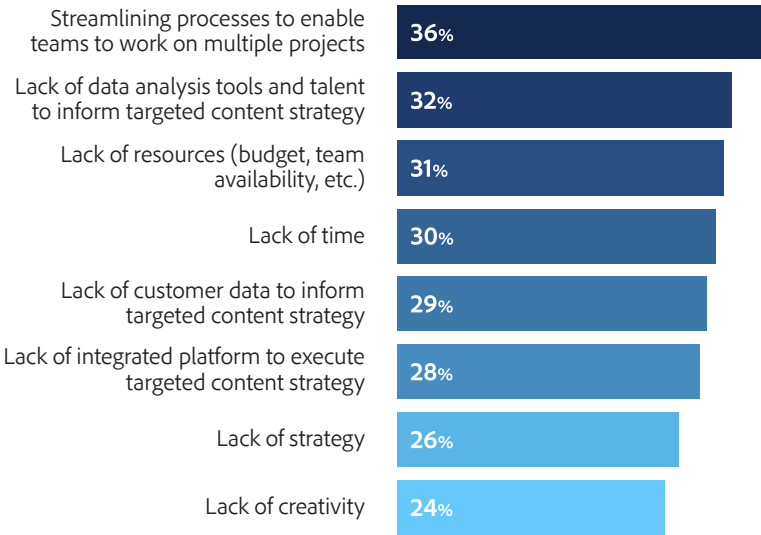 Streamlining processes to enable
teams to work on multiple projects
36%
Lack of data analysis tools and talent
to inform targeted content strategy
32%
Lack of resources (budget, team
availability, etc.)
31%
Lack of time
30%
Lack of customer data to inform
targeted content strategy
29%
Lack of integrated platform to execute
targeted content strategy
28%
Lack of strategy
26%
Lack of creativity
24%